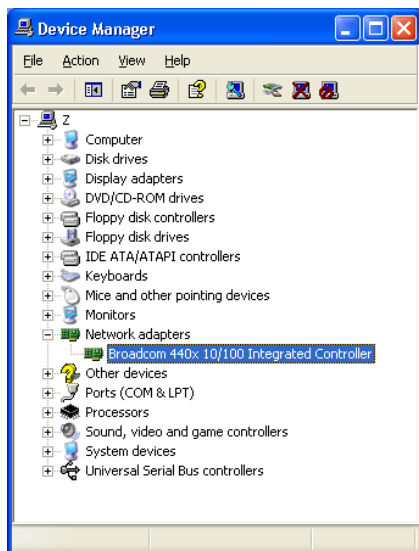 Device Manager
File Action View Help
Z
Computer
Disk drives
Display adapters
DVD/CD-ROM drives
Floppy disk controllers
Floppy disk drives
IDE ATA/ATAPI controllers
Keyboards
Mice and other pointing devices
Monitors
Network adapters
Broadcom 440x 10/100 Integrated Controller
Other devices
Ports (COM & LPT)
Processors
Sound, video and game controllers
System devices
Universal Serial Bus controllers